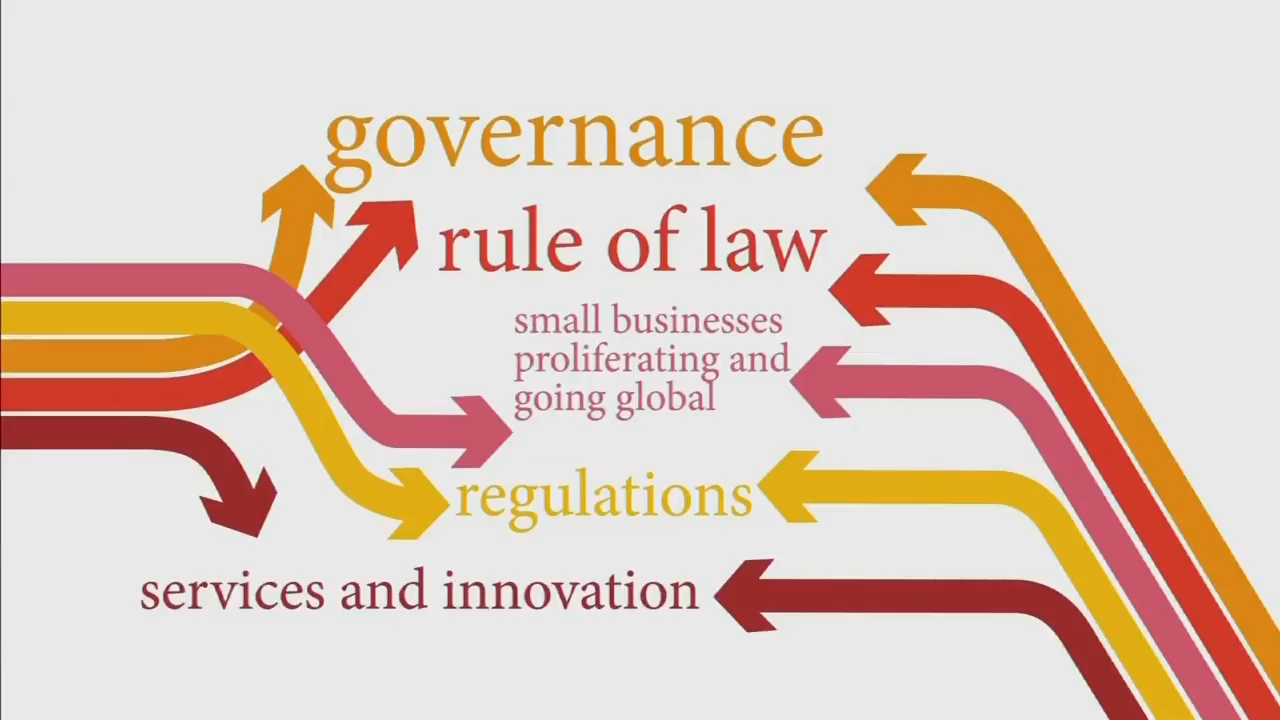 governance
rule of law
small businesses
proliferating and
going global
regulations
services and innovation